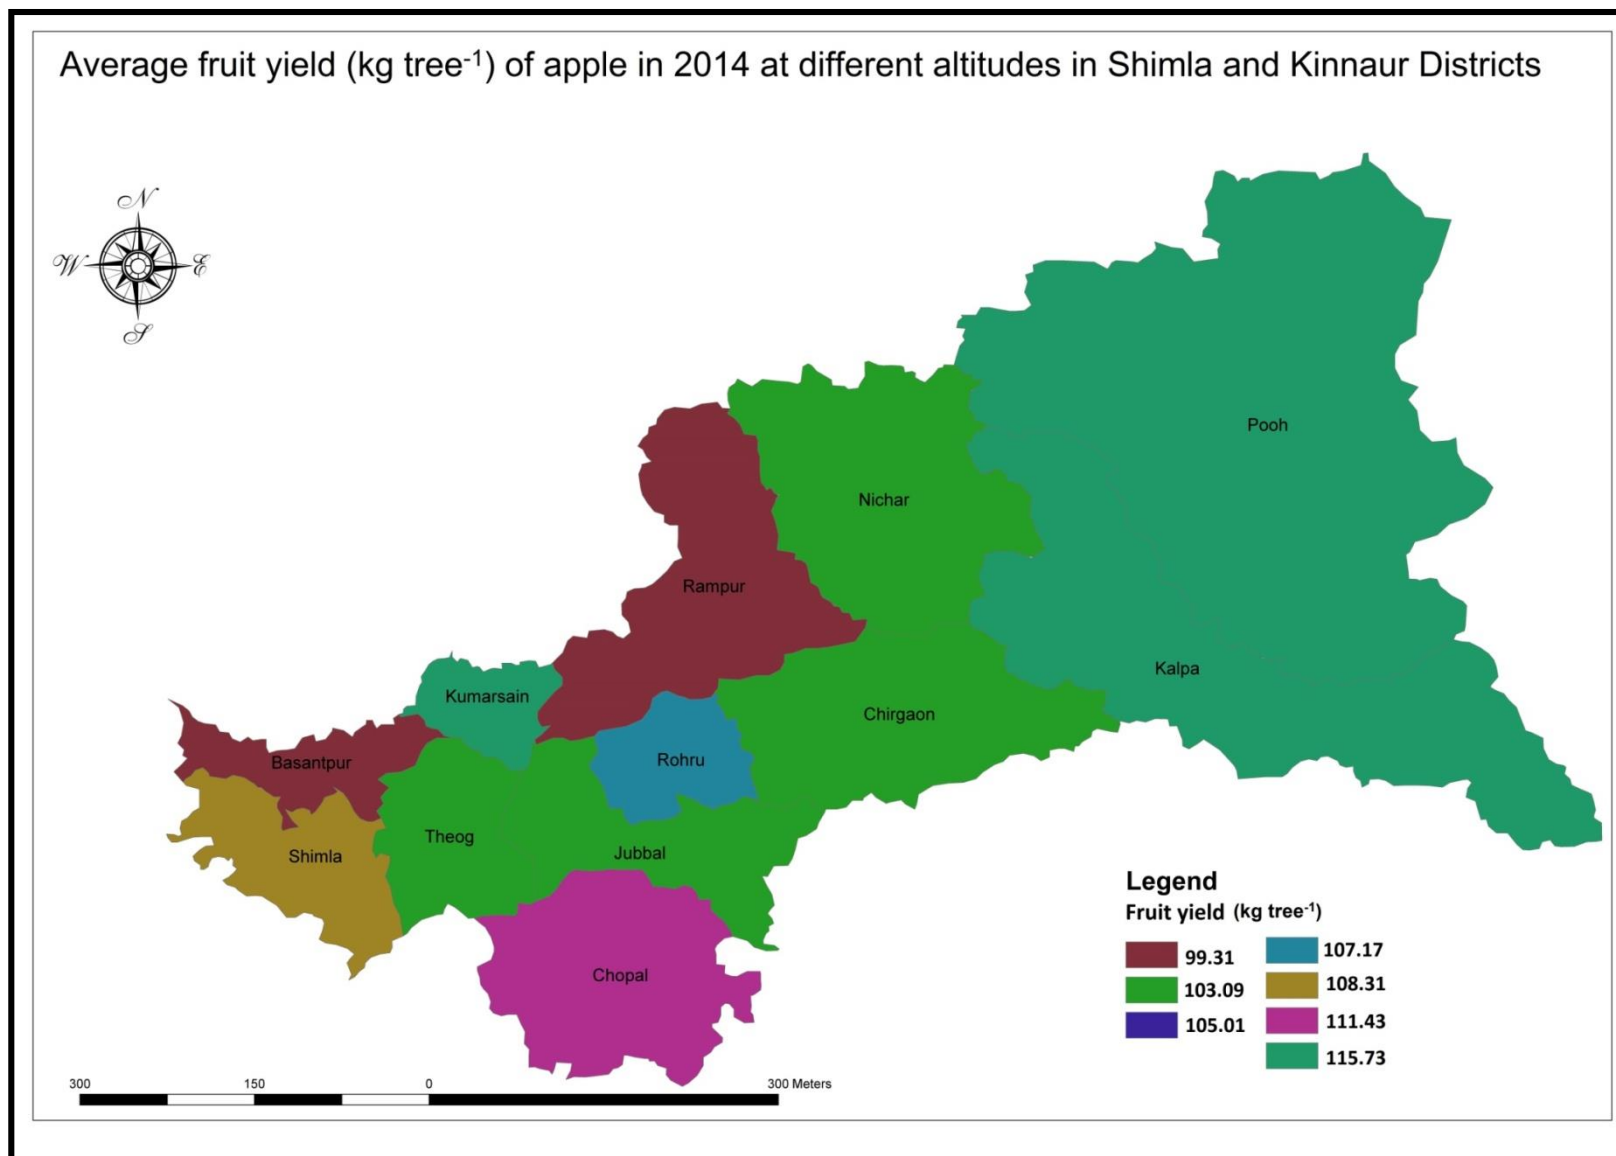 Average fruit yield (kg tree⁻¹) of apple in 2014 at different altitudes in Shimla and Kinnaur Districts
N
W E
S
Pooh
Nichar
Rampur
Kalpa
Kumarsain
Chirgaon
Rohru
Basantpur
Theog
Jubbal
Shimla
Chopal
Legend
Fruit yield (kg tree⁻¹)
99.31
103.09
105.01
107.17
108.31
111.43
115.73
300 150 0 300 Meters